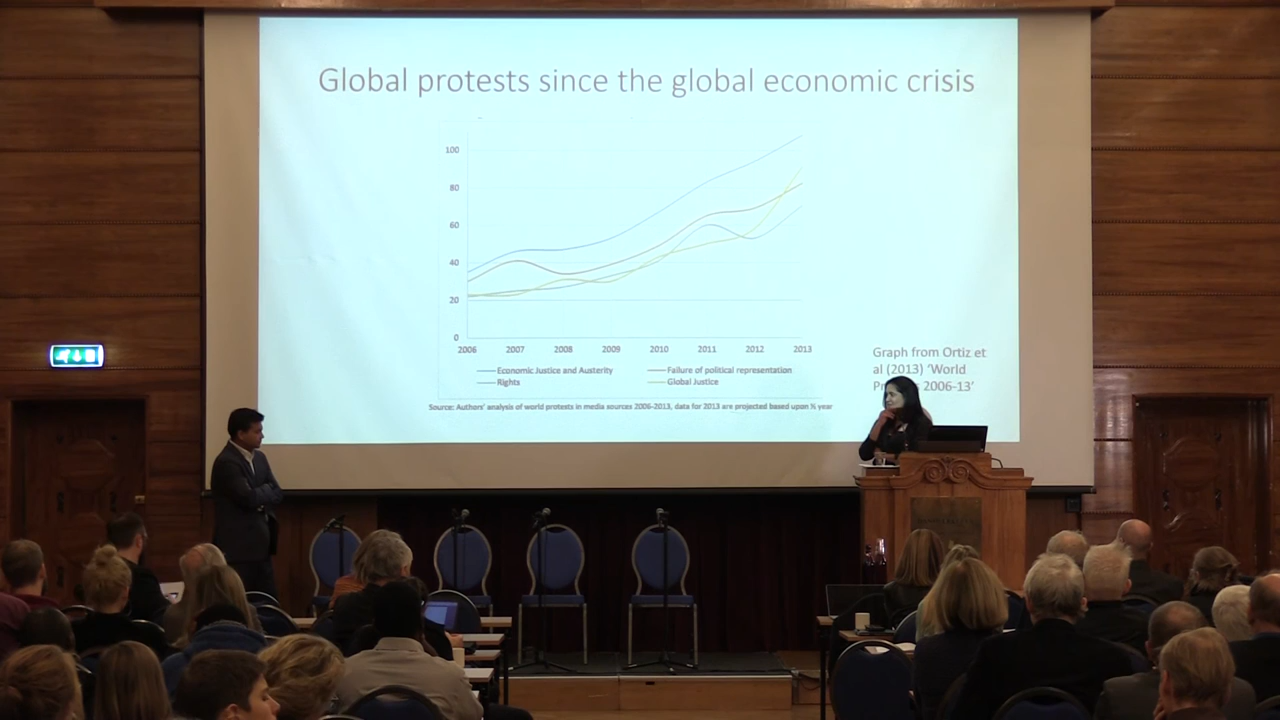 Global protests since the global economic crisis
100
80
60
40
20
0
2006 2007 2008 2009 2010 2011 2012 2013
Economic Justice and Austerity Failure of political representation
Rights Global Justice
Source: Authors' analysis of world protests in media sources 2006-2013, data for 2013 are projected based upon ½ year
Graph from Ortiz et
al (2013) 'World
2006-13'